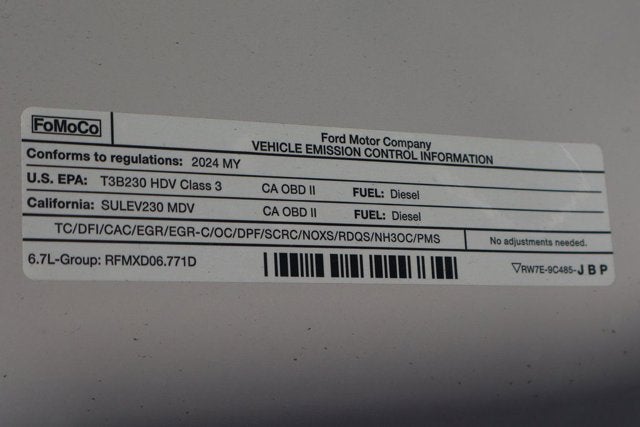 FoMoCo
Ford Motor Company
VEHICLE EMISSION CONTROL INFORMATION
Conforms to regulations: 2024 MY
U.S. EPA: T3B230 HDV Class 3 CA OBD II FUEL: Diesel
California: SULEV230 MDV CA OBD II FUEL: Diesel
TC/DFI/CAC/EGR/EGR-C/OC/DPF/SCRC/NOXS/RDQS/NH3OC/PMS No adjustments needed.
6.7L-Group: RFMXD06.771D ▽RW7E-9C485-JBP